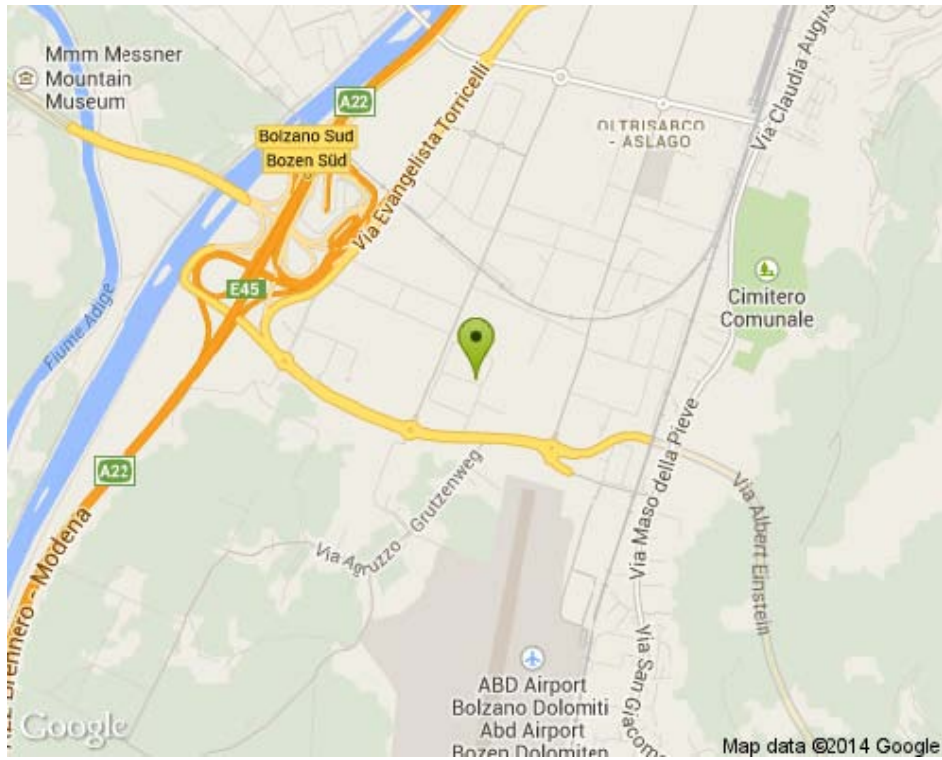 Mmm Messner
Mountain
Museum
A22
Bolzano Sud
Bozen Süd
Via Evangelista Torricelli
OLTRISARCO
- ASLAGO
Via Claudia Augus
E45
Fiume Adige
Cimitero
Comunale
A22
Via Maso della Pieve
Via Agruzzo - Grutzenweg
Via Albert Einstein
Brennero - Modena
ABD Airport
Bolzano Dolomiti
Abd Airport
Bozen Dolomiten
Via San Giacomo
Google
Map data ©2014 Google